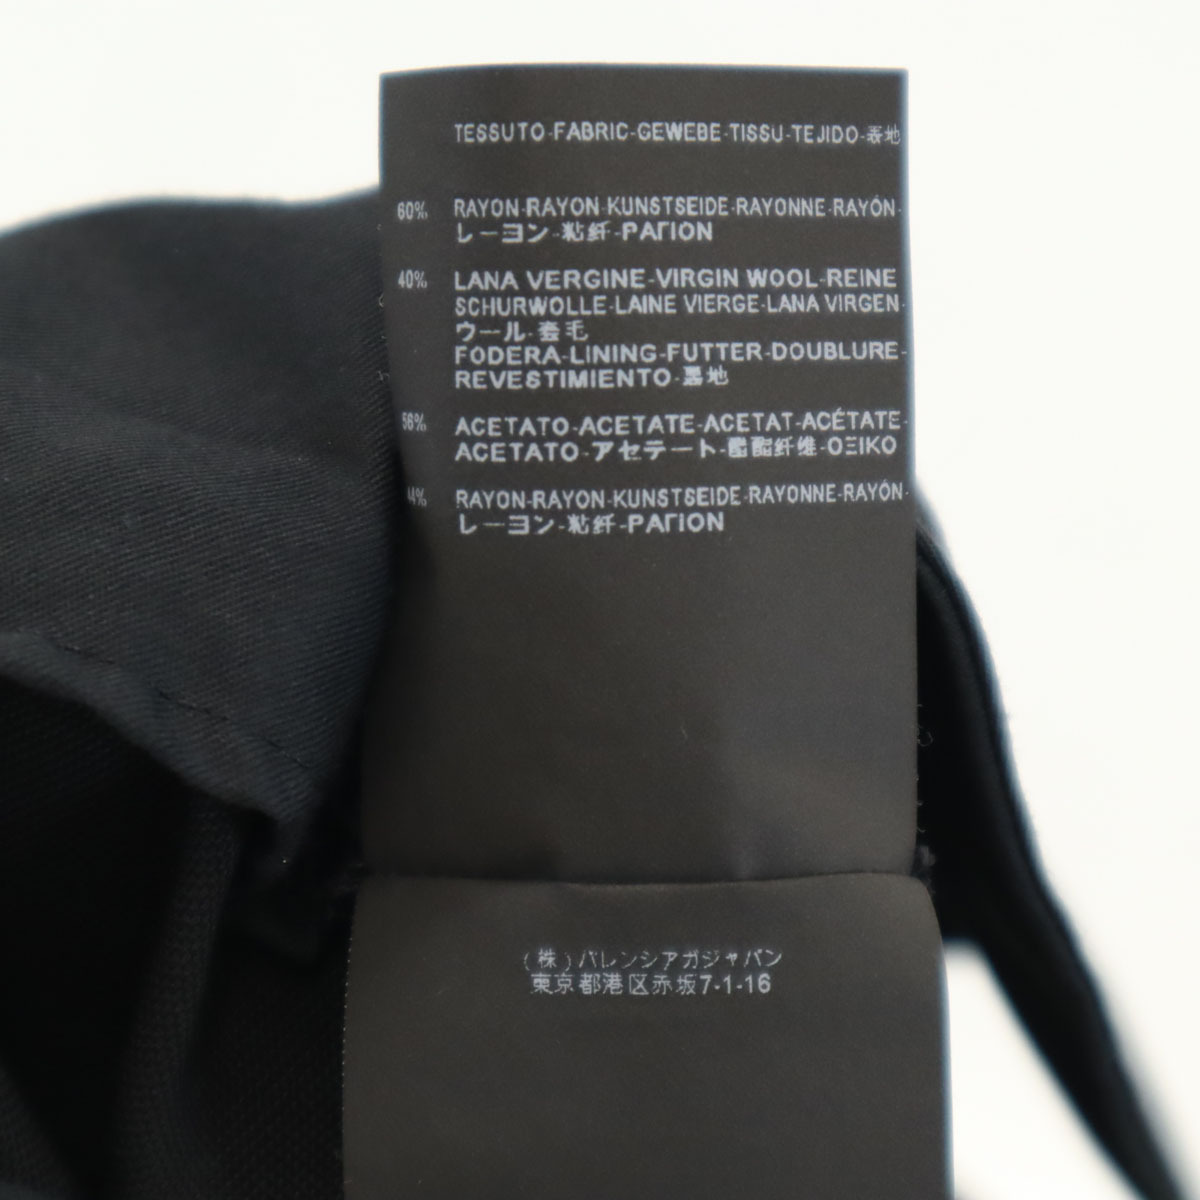 TESSUTO-FABRIC-GEWEBE-TISSU-TEJIDO-表地
60% RAYON-RAYON-KUNSTSEIDE-RAYONNE-RAYÓN-
レーヨン-粘纤-ΡΑΓΙΟΝ
40% LANA VERGINE-VIRGIN WOOL-REINE
SCHURWOLLE-LAINE VIERGE-LANA VIRGEN-
ウール-套毛
FODERA-LINING-FUTTER-DOUBLURE-
REVESTIMIENTO-裏地
56% ACETATO-ACETATE-ACETAT-ACÉTATE-
ACETATO-アセテート-醋酯纤维-ΟΞΙΚΟ
44% RAYON-RAYON-KUNSTSEIDE-RAYONNE-RAYÓN-
レーヨン-粘纤-ΡΑΓΙΟΝ
(株)バレンシアガジャパン
東京都港区赤坂7-1-16